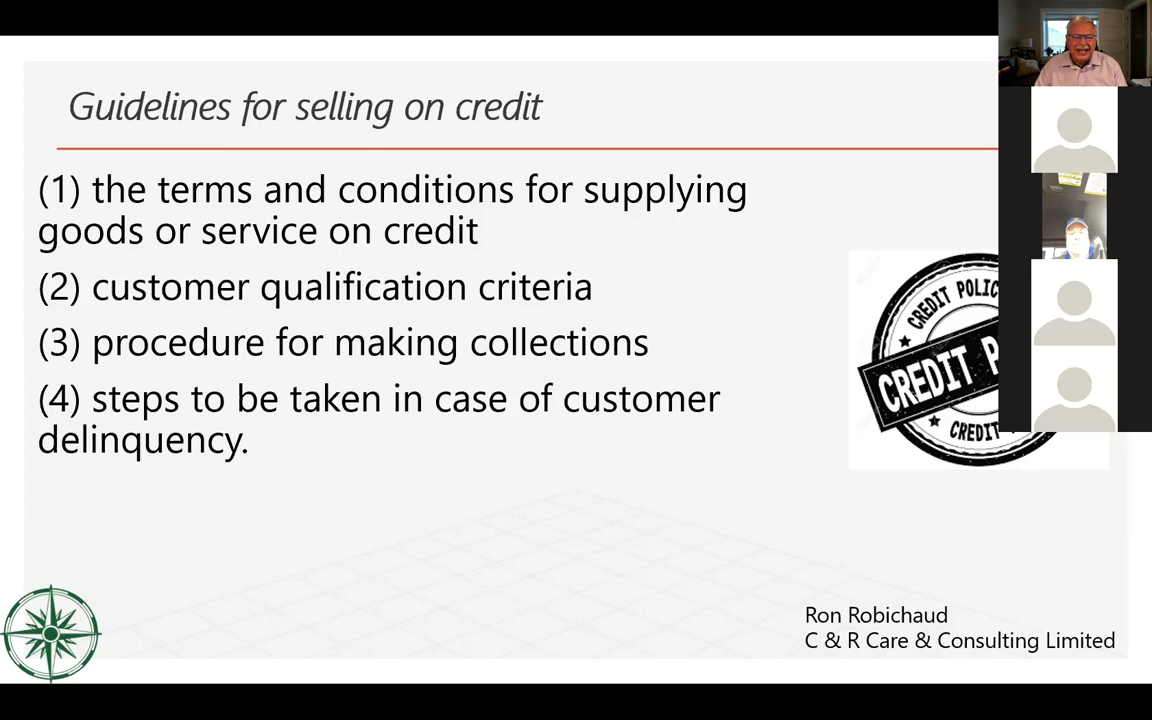 Guidelines for selling on credit
(1) the terms and conditions for supplying
goods or service on credit
(2) customer qualification criteria
(3) procedure for making collections
(4) steps to be taken in case of customer
delinquency.
CREDIT POLIC
CREDIT P
CREDIT
Ron Robichaud
C & R Care & Consulting Limited